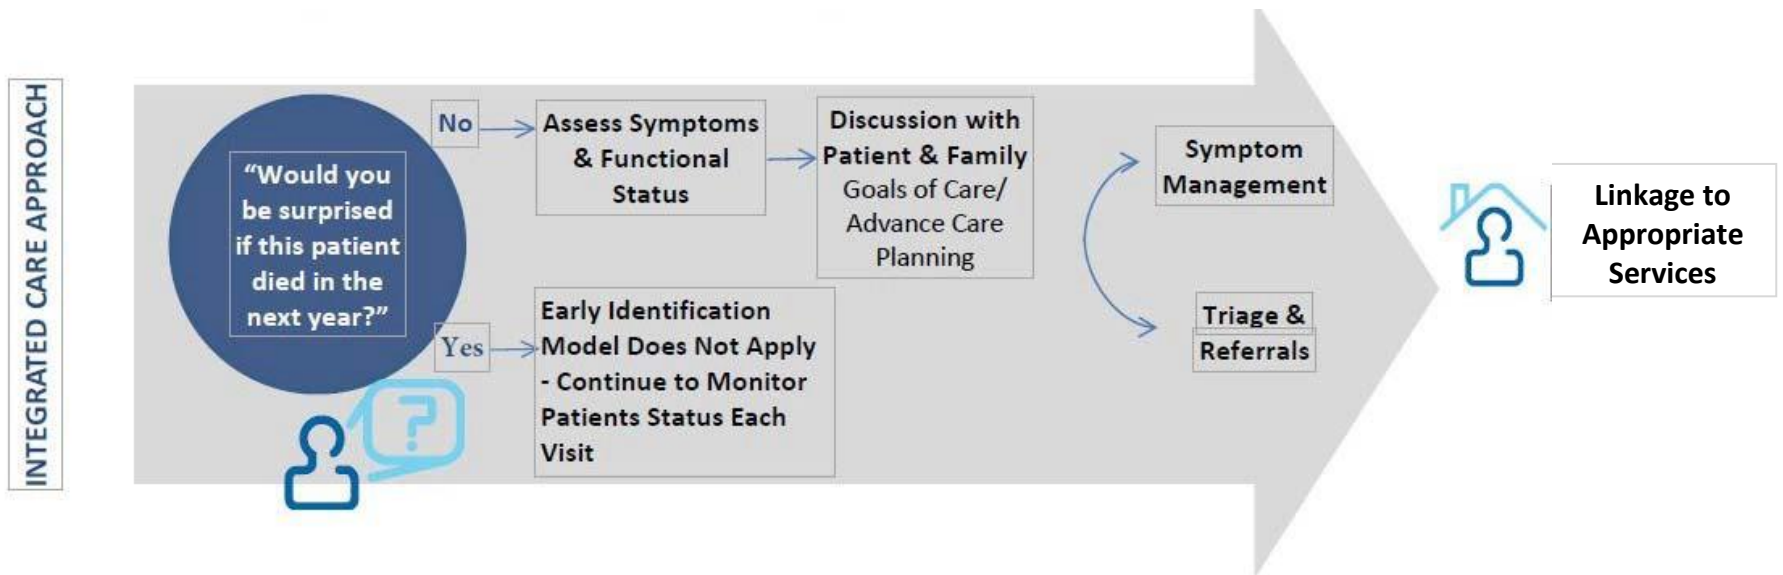 INTEGRATED CARE APPROACH
“Would you
be surprised
if this patient
died in the
next year?”
No
Assess Symptoms
& Functional
Status
Discussion with
Patient & Family
Goals of Care/
Advance Care
Planning
Yes
Early Identification
Model Does Not Apply
- Continue to Monitor
Patients Status Each
Visit
?
Symptom
Management
Triage &
Referrals
Linkage to
Appropriate
Services